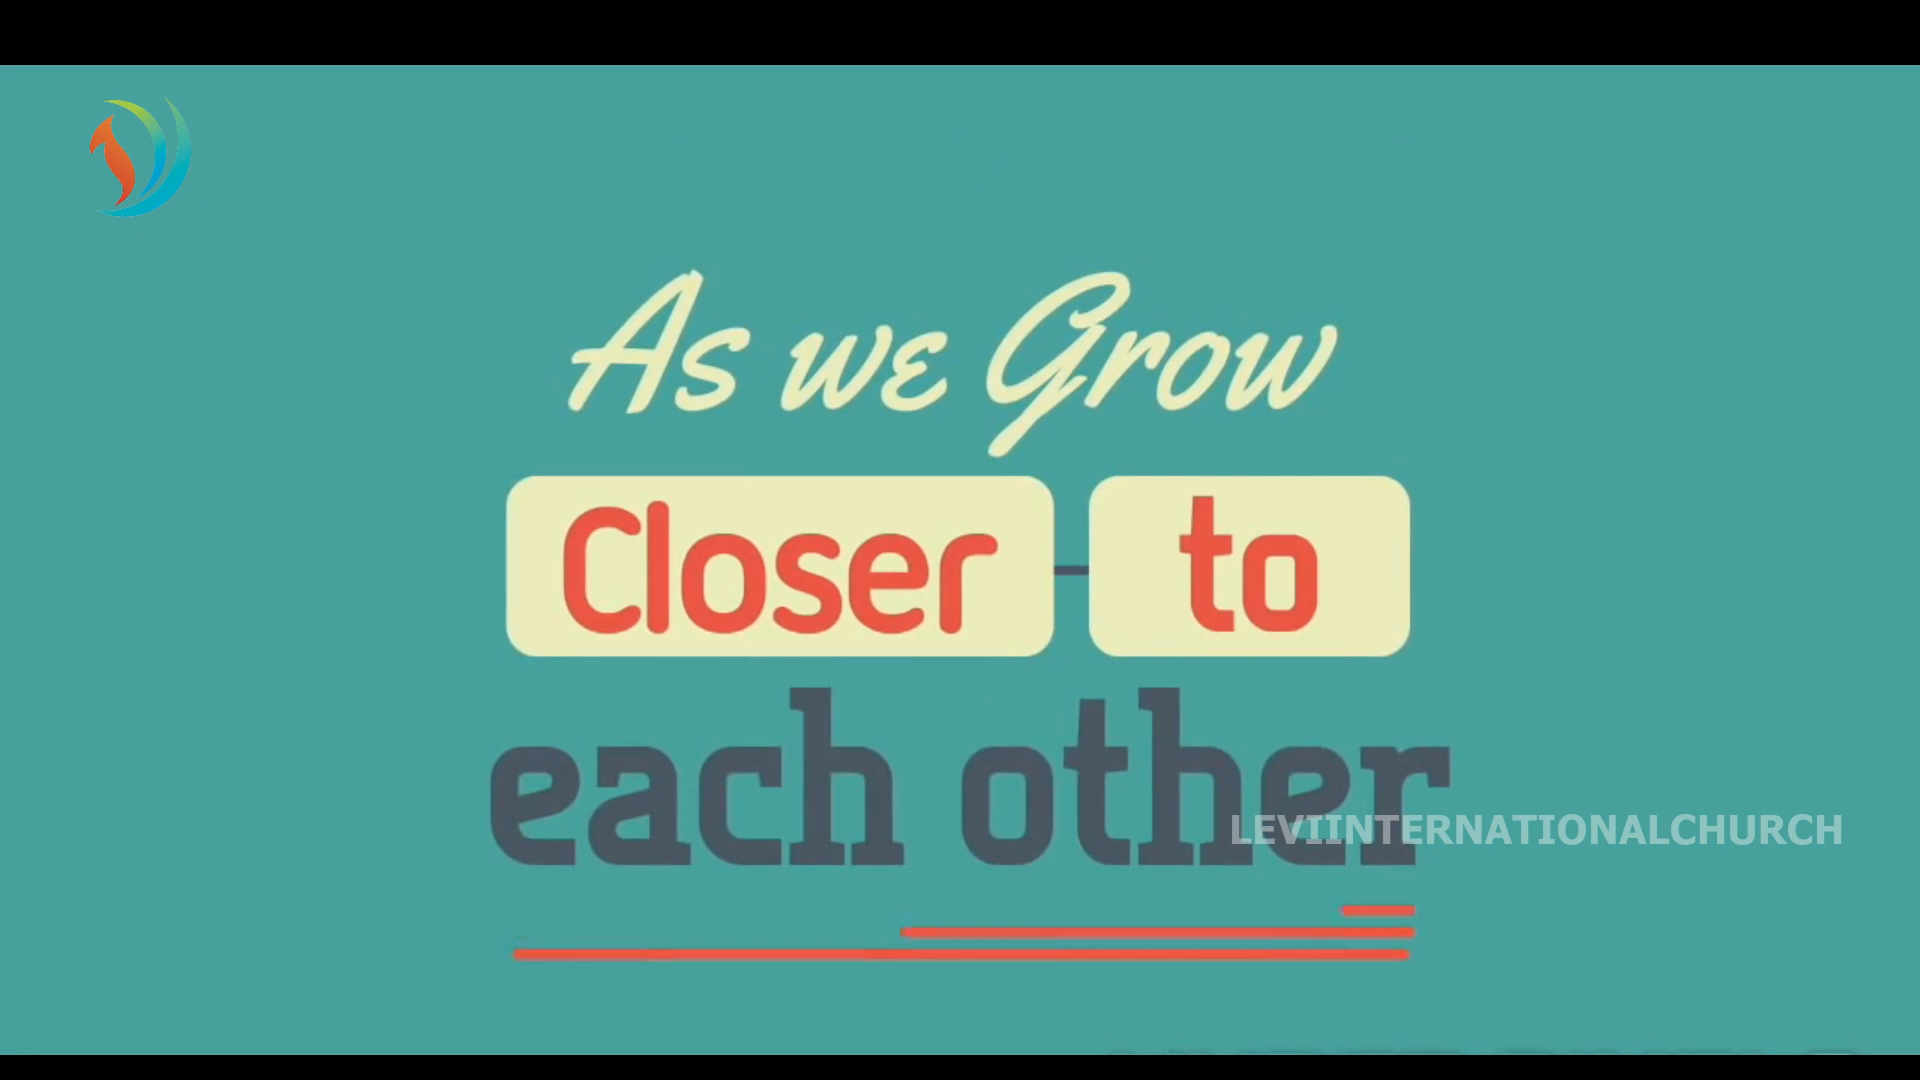 As we Grow
Closer to
each other
LEVIINTERNATIONALCHURCH